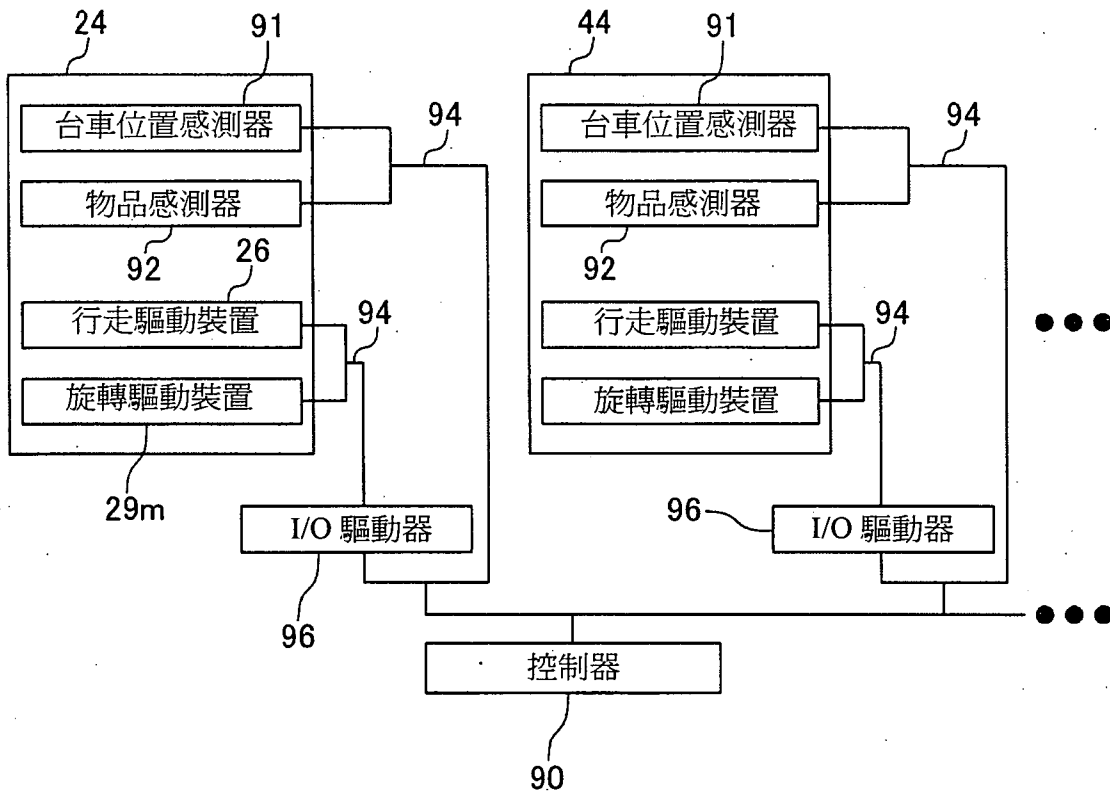 24
91
台車位置感測器
94
物品感測器
92
26
行走驅動裝置
94
旋轉驅動裝置
29m
I/O 驅動器
96
44
91
台車位置感測器
94
物品感測器
92
行走驅動裝置
94
旋轉驅動裝置
96
I/O 驅動器
控制器
90